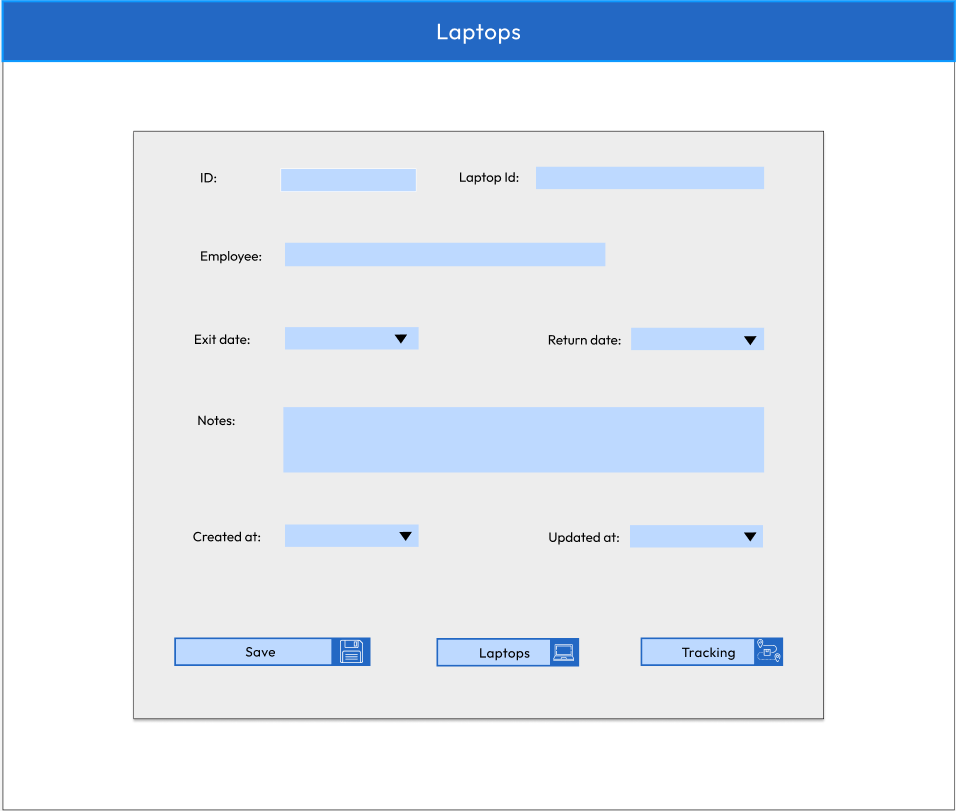 Laptops
ID:
Laptop Id:
Employee:
Exit date:
Return date:
Notes:
Created at:
Updated at:
Save
Laptops
Tracking